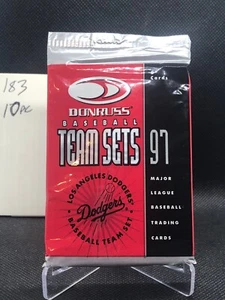 183
10pc
Cards
DONRUSS
BASEBALL
TEAM SETS 97
LOS ANGELES DODGERS
Dodgers
BASEBALL TEAM SET
MAJOR
LEAGUE
BASEBALL
TRADING
CARDS